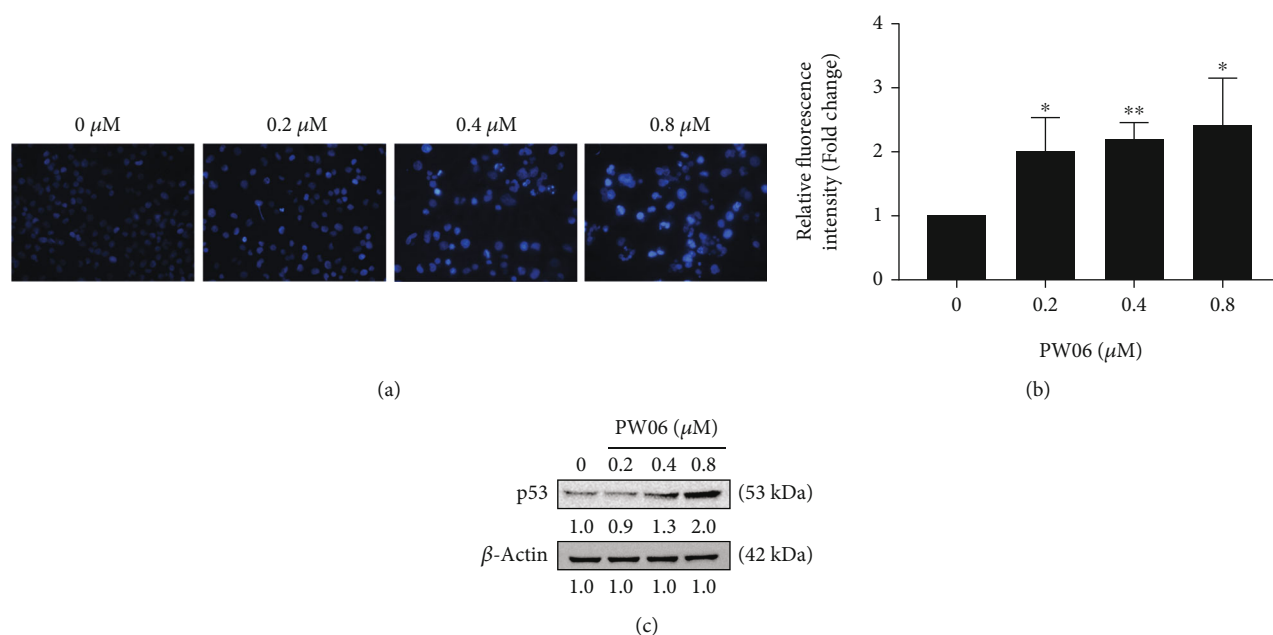 0 μM 0.2 μM 0.4 μM 0.8 μM
(a)
Relative fluorescence
intensity (Fold change)
4
3
2
1
0
* ** *
0 0.2 0.4 0.8
PW06 (μM)
(b)
PW06 (μM)
0 0.2 0.4 0.8
p53 (53 kDa)
1.0 0.9 1.3 2.0
β-Actin (42 kDa)
1.0 1.0 1.0 1.0
(c)